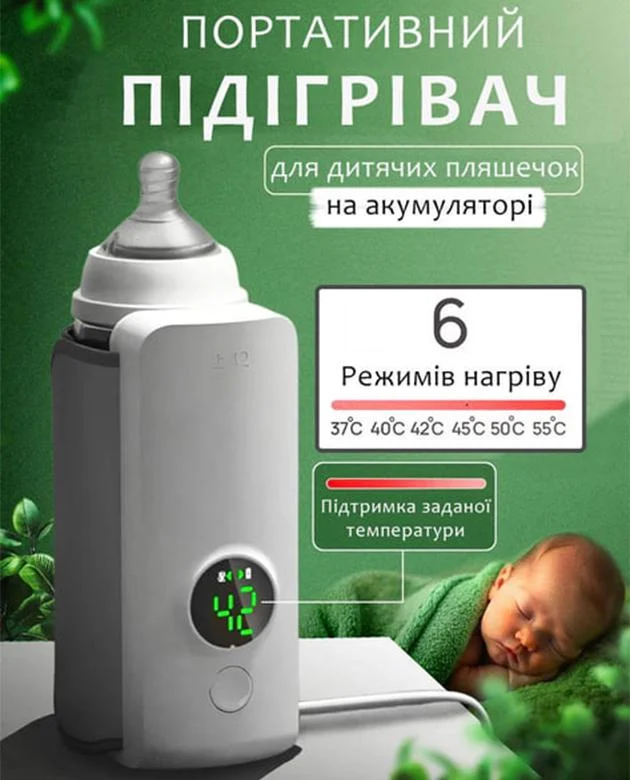 ПОРТАТИВНИЙ
ПІДІГРІВАЧ
для дитячих пляшечок
на акумуляторі
6
Режимів нагріву
37°C 40°C 42°C 45°C 50°C 55°C
Підтримка заданої
температури
42